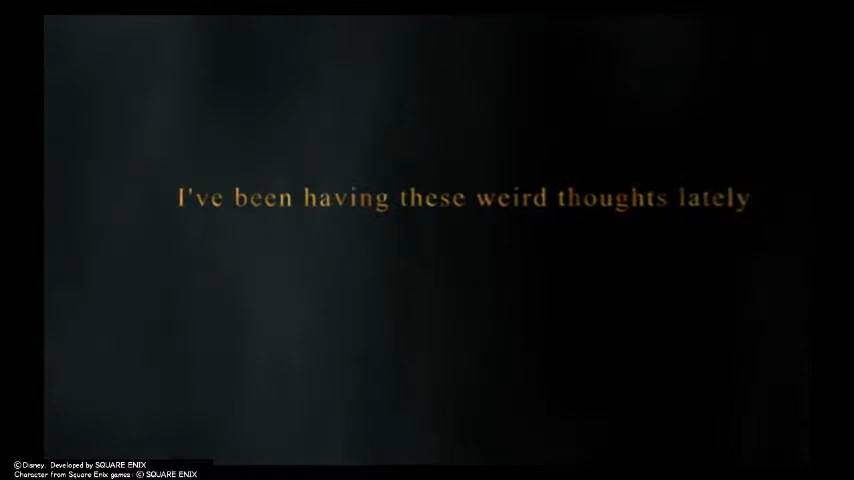 I've been having these weird thoughts lately
©Disney. Developed by SQUARE ENIX
Character from Square Enix games: © SQUARE ENIX